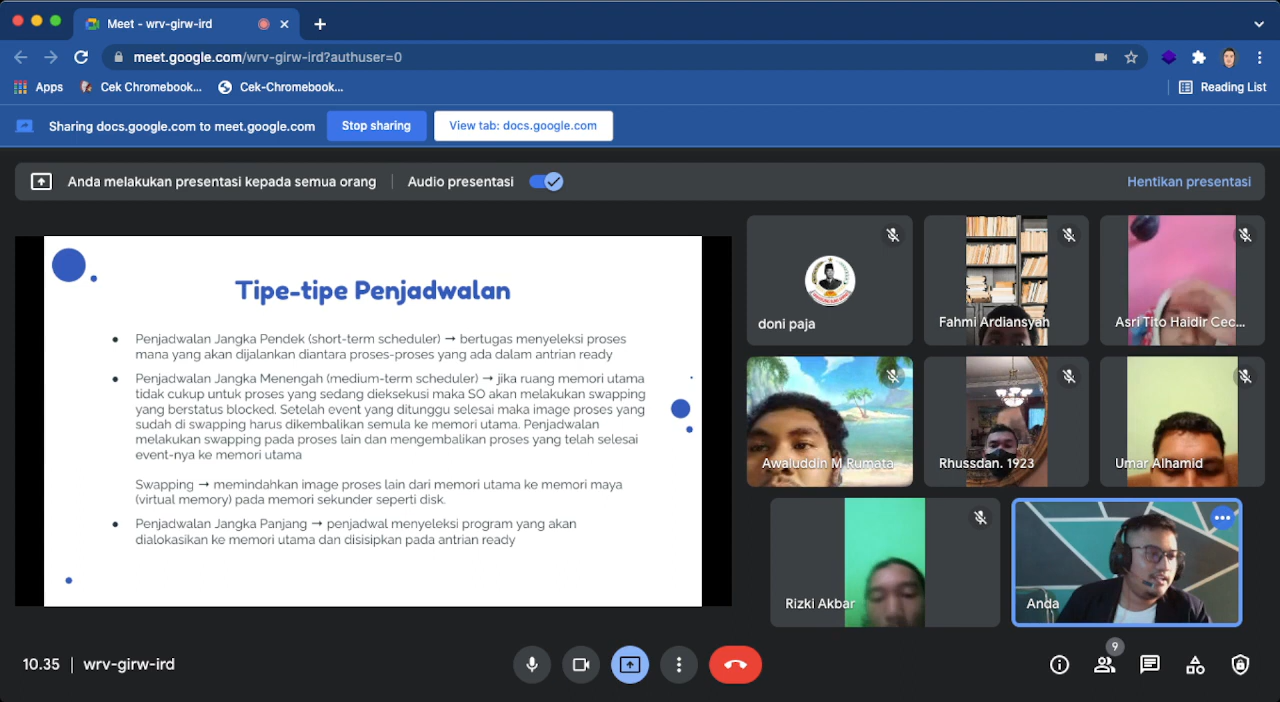 Meet - wrv-girw-ird
meet.google.com/wrv-girw-ird?authuser=0
Apps Cek Chromebook... Cek-Chromebook... Reading List
Sharing docs.google.com to meet.google.com Stop sharing View tab: docs.google.com
Anda melakukan presentasi kepada semua orang | Audio presentasi Hentikan presentasi
Tipe-tipe Penjadwalan
• Penjadwalan Jangka Pendek (short-term scheduler) → bertugas menyeleksi proses
mana yang akan dijalankan diantara proses-proses yang ada dalam antrian ready
• Penjadwalan Jangka Menengah (medium-term scheduler) → jika ruang memori utama
tidak cukup untuk proses yang sedang dieksekusi maka SO akan melakukan swapping
yang berstatus blocked. Setelah event yang ditunggu selesai maka image proses yang
sudah di swapping harus dikembalikan semula ke memori utama. Penjadwalan
melakukan swapping pada proses lain dan mengembalikan proses yang telah selesai
event-nya ke memori utama
Swapping → memindahkan image proses lain dari memori utama ke memori maya
(virtual memory) pada memori sekunder seperti disk.
• Penjadwalan Jangka Panjang → penjadwal menyeleksi program yang akan
dialokasikan ke memori utama dan disisipkan pada antrian ready
doni paja
Fahmi Ardiansyah
Asri Tito Haidir Cec...
Awaluddin M Rumata
Rhussdan. 1923
Umar Alhamid
Rizki Akbar
Anda
10.35 | wrv-girw-ird
9